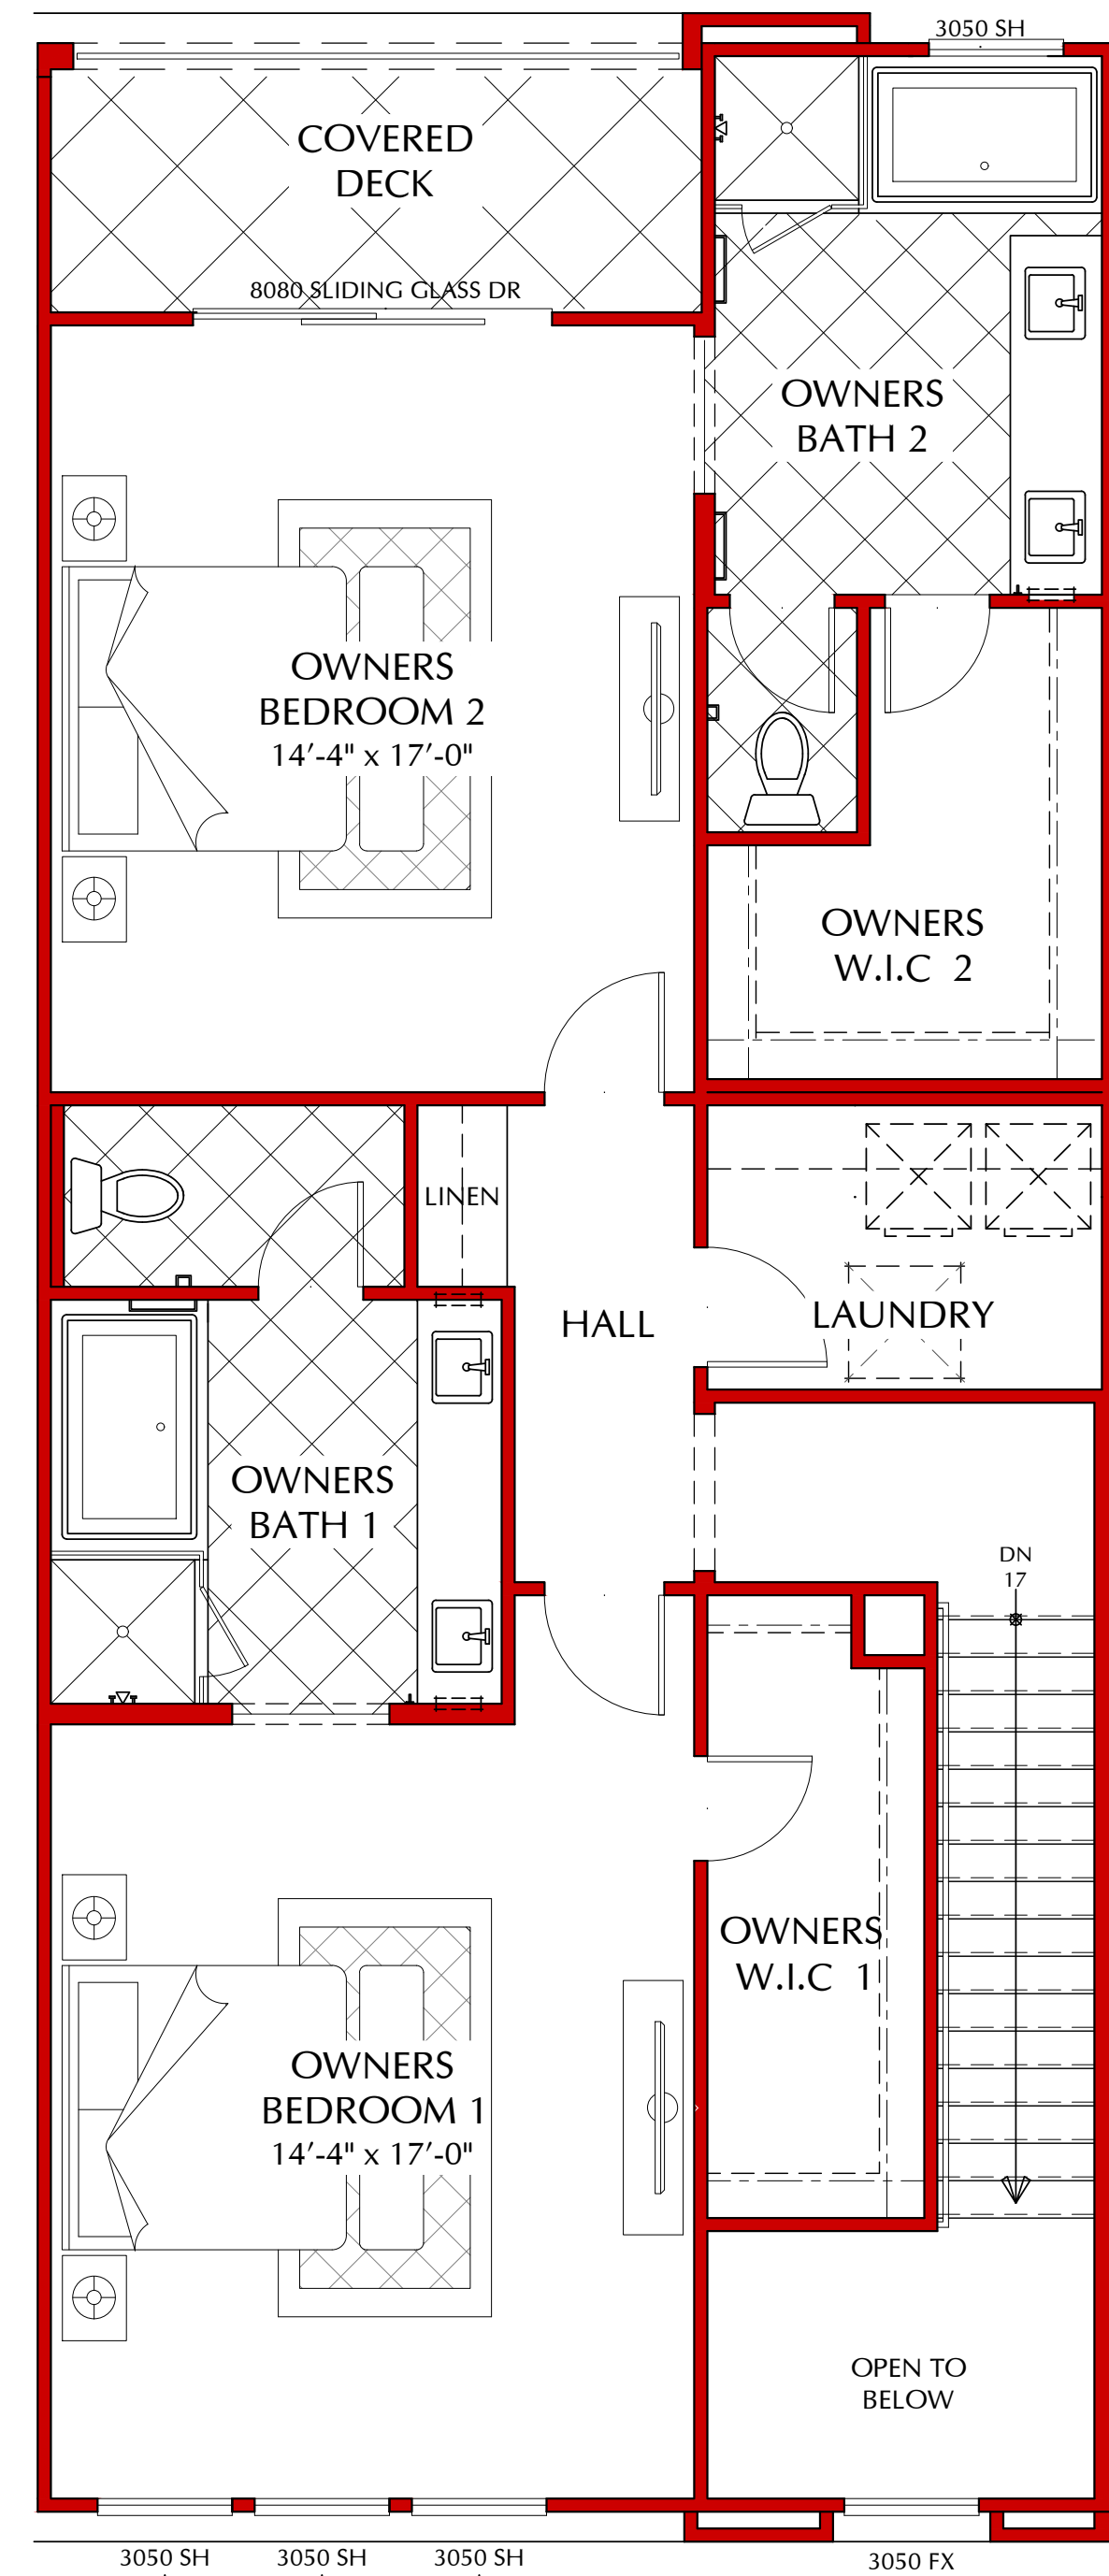 3050 SH
COVERED
DECK
8080 SLIDING GLASS DR
OWNERS
BATH 2
OWNERS
BEDROOM 2
14'-4" x 17'-0"
OWNERS
W.I.C 2
LINEN
HALL
LAUNDRY
OWNERS
BATH 1
DN
17
OWNERS
W.I.C 1
OWNERS
BEDROOM 1
14'-4" x 17'-0"
OPEN TO
BELOW
3050 SH
3050 SH
3050 SH
3050 FX